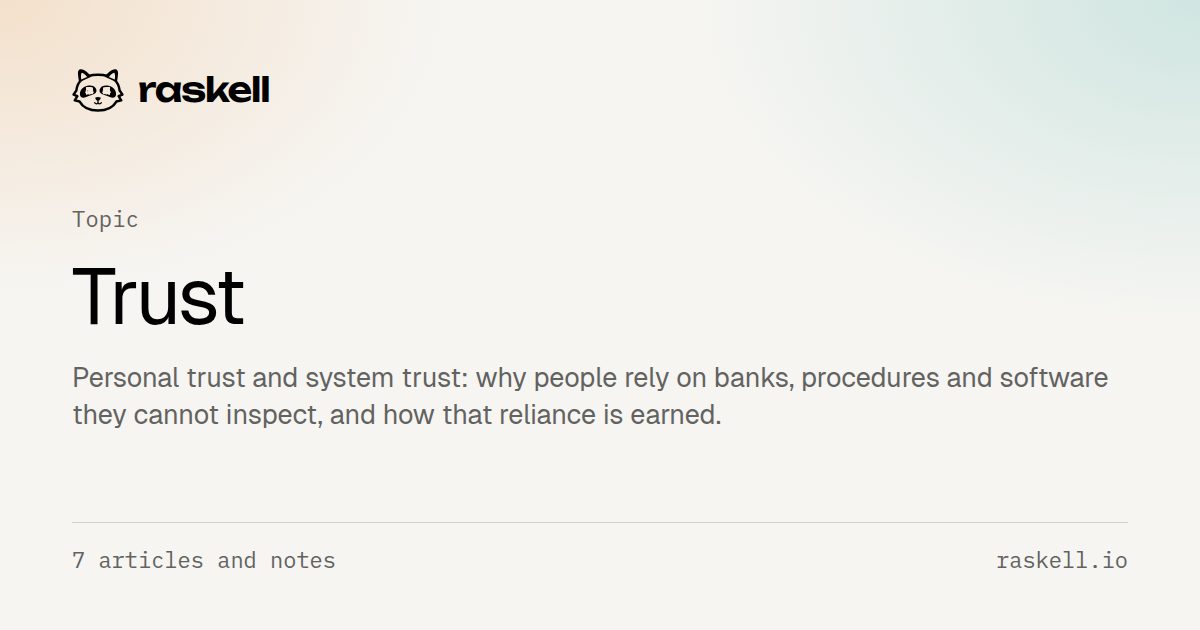 raskell
Topic
Trust
Personal trust and system trust: why people rely on banks, procedures and software
they cannot inspect, and how that reliance is earned.
7 articles and notes
raskell.io